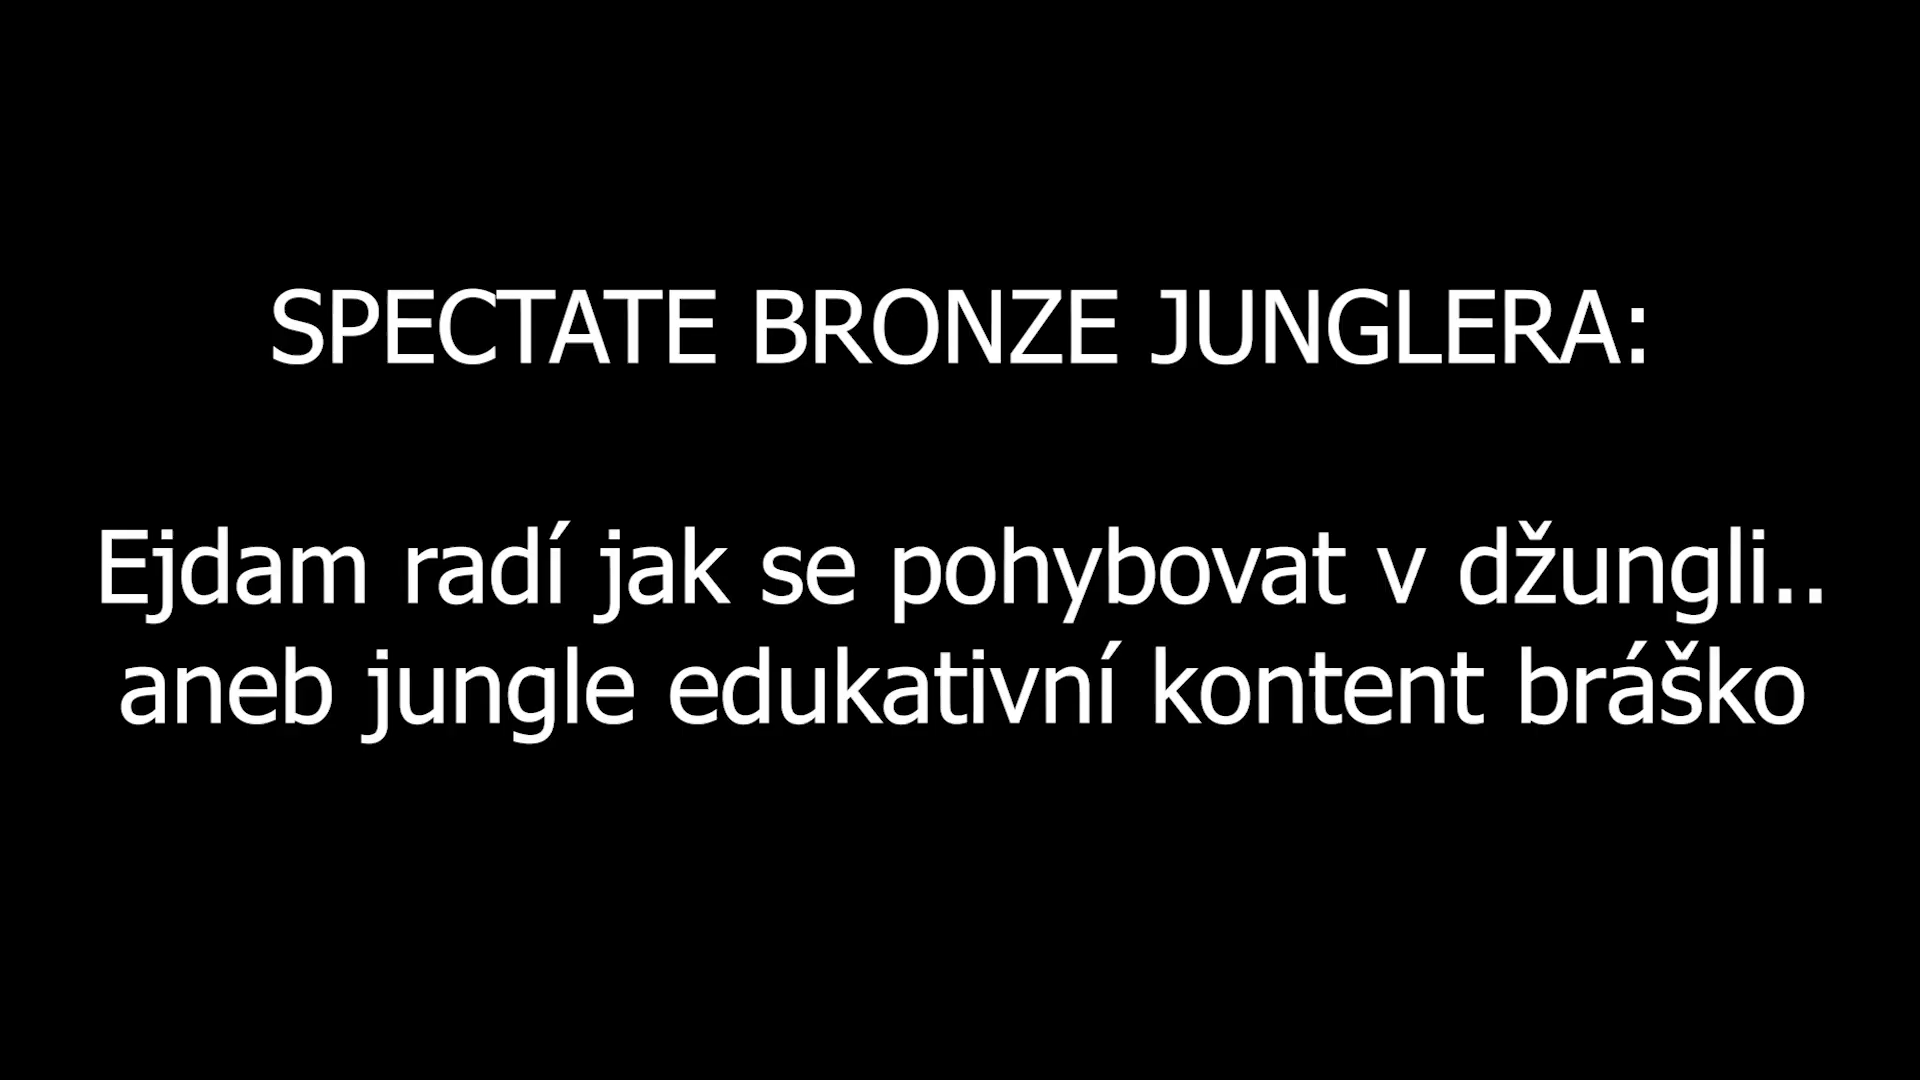 SPECTATE BRONZE JUNGLERA:
Ejdam radí jak se pohybovat v džungli..
aneb jungle edukativní kontent bráško